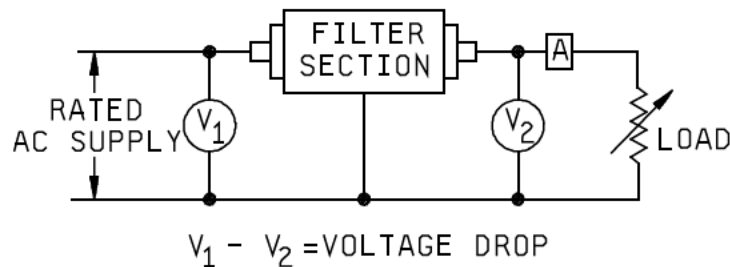 FILTER
SECTION
A
RATED
AC SUPPLY
V1
V2
LOAD
V1 - V2 =VOLTAGE DROP